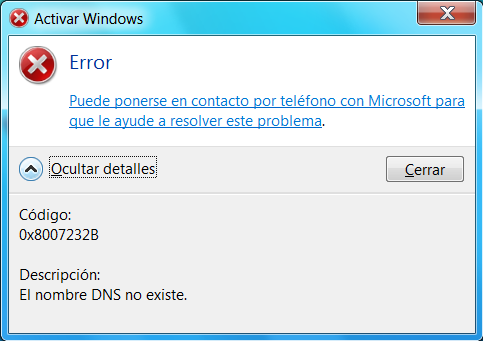 Activar Windows
Error
Puede ponerse en contacto por teléfono con Microsoft para
que le ayude a resolver este problema.
Ocultar detalles
Cerrar
Código:
0x8007232B
Descripción:
El nombre DNS no existe.